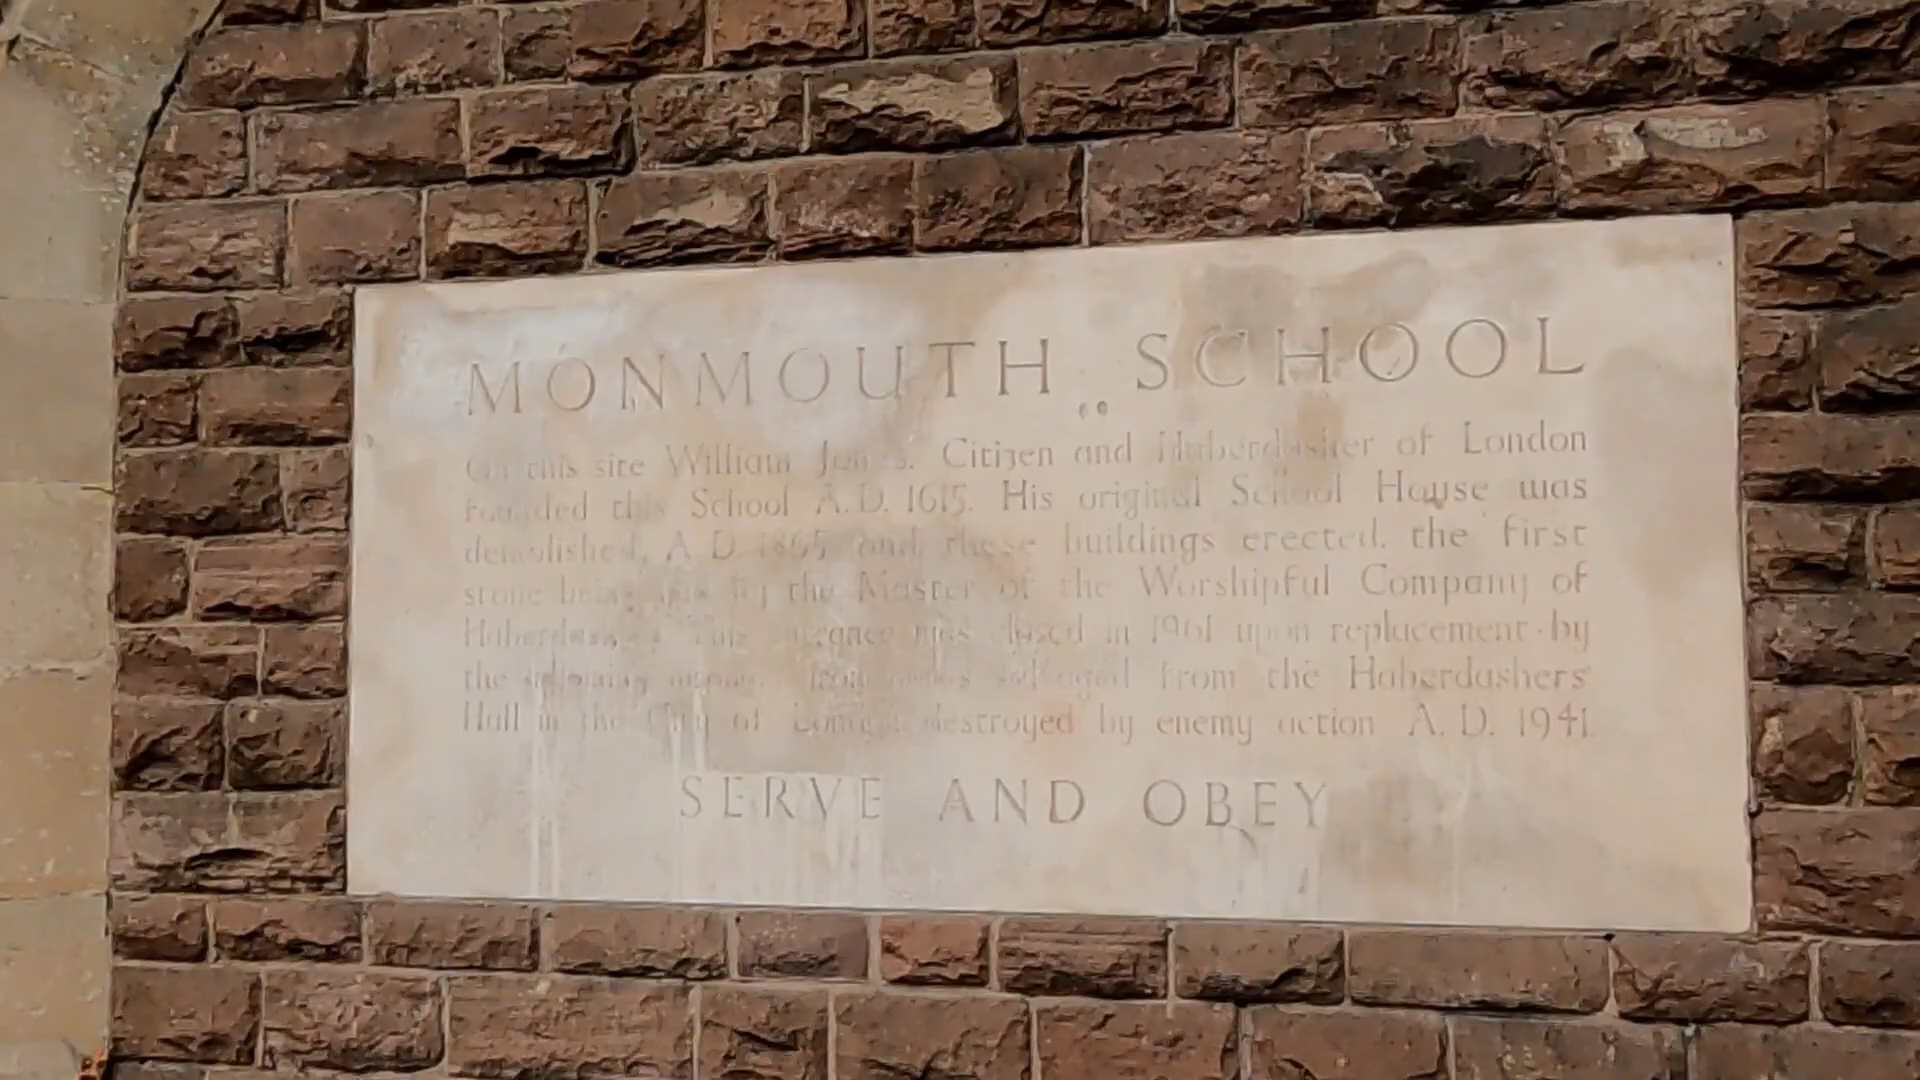 MONMOUTH SCHOOL
On this site William Jones. Citizen and Haberdasher of London
founded this School A.D. 1615. His original School House was
demolished, A.D 1865 and these buildings erected. the first
stone being by the Master of the Worshipful Company of
This entrance was closed in 1961 upon replacement by
the adjoining from salvaged from the Haberdashers'
Hall in the City of London destroyed by enemy action A.D. 1941.
SERVE AND OBEY